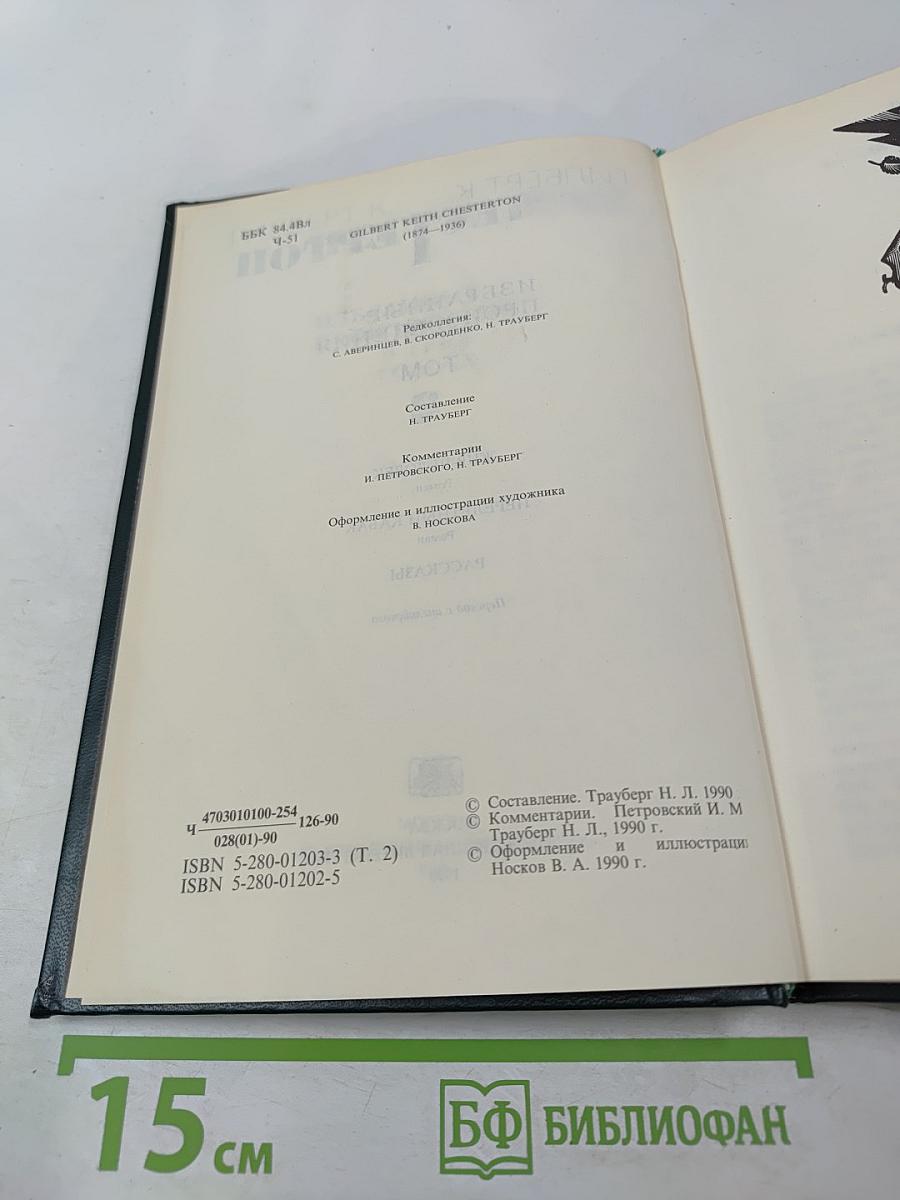 ББК 84.4Вл
Ч-51
GILBERT KEITH CHESTERTON
(1874—1936)
Редколлегия:
С. АВЕРИНЦЕВ, В. СКОРОДЕНКО, Н. ТРАУБЕРГ
Составление
Н. ТРАУБЕРГ
Комментарии
И. ПЕТРОВСКОГО, Н. ТРАУБЕРГ
Оформление и иллюстрации художника
В. НОСКОВА
Ч 4703010100-254 126-90
028(01)-90
ISBN 5-280-01203-3 (Т. 2)
ISBN 5-280-01202-5
© Составление. Трауберг Н. Л. 1990
© Комментарии. Петровский И. М
Трауберг Н. Л., 1990 г.
© Оформление и иллюстраци
Носков В. А. 1990 г.
15 см
БФ БИБЛИОФАН